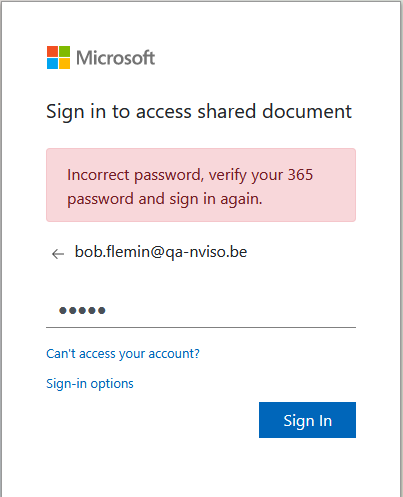 Microsoft
Sign in to access shared document
Incorrect password, verify your 365
password and sign in again.
← bob.flemin@qa-nviso.be
•••••
Can't access your account?
Sign-in options
Sign In